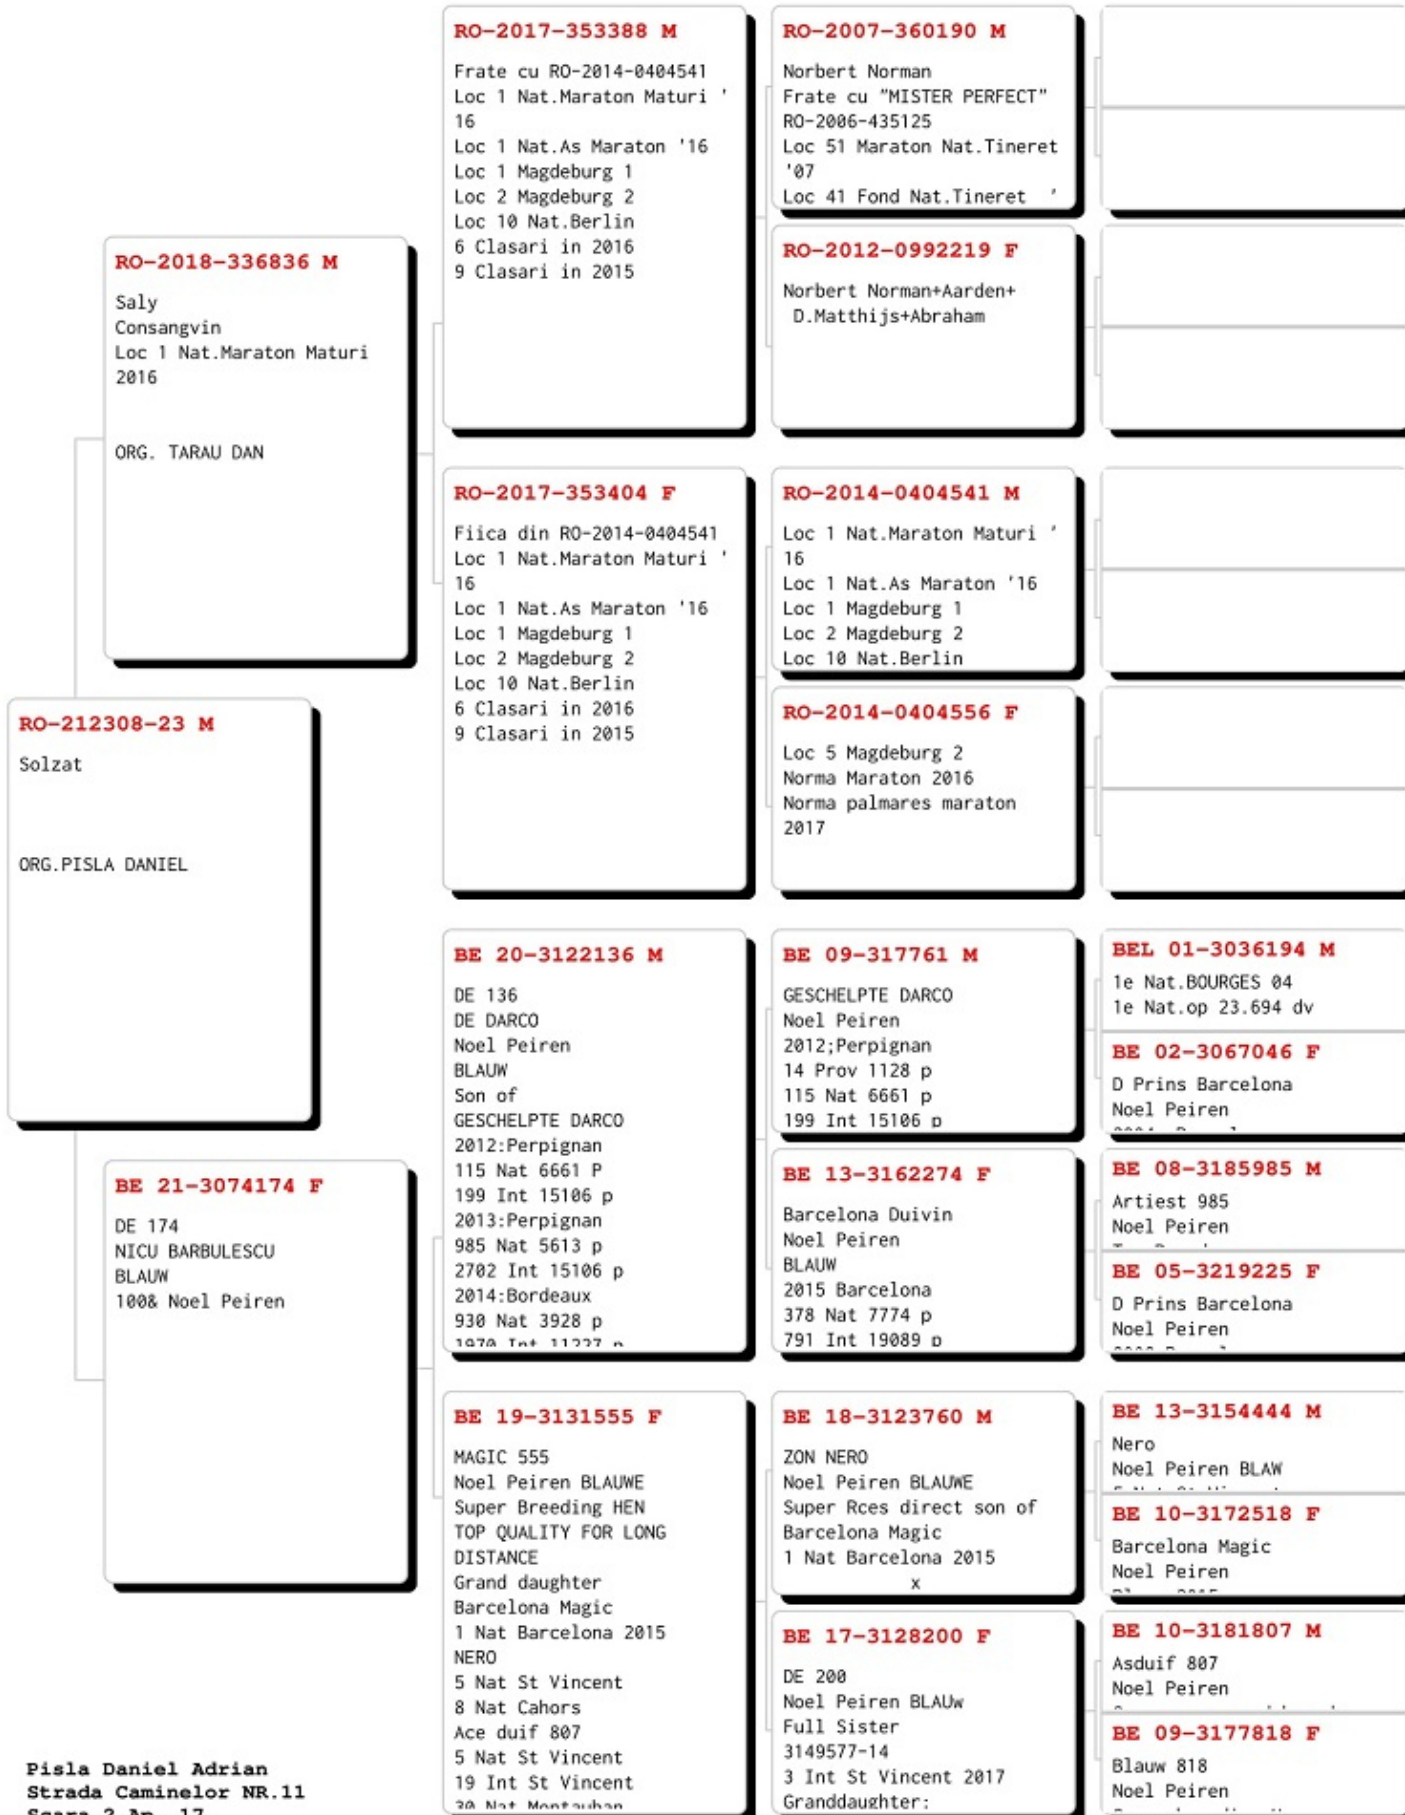 RO-212308-23 M
Solzat
ORG.PISLA DANIEL
RO-2018-336836 M
Saly
Consangvin
Loc 1 Nat.Maraton Maturi
2016
ORG. TARAU DAN
BE 21-3074174 F
DE 174
NICU BARBULESCU
BLAUW
100& Noel Peiren
RO-2017-353388 M
Frate cu RO-2014-0404541
Loc 1 Nat.Maraton Maturi '
16
Loc 1 Nat.As Maraton '16
Loc 1 Magdeburg 1
Loc 2 Magdeburg 2
Loc 10 Nat.Berlin
6 Clasari in 2016
9 Clasari in 2015
RO-2017-353404 F
Fiica din RO-2014-0404541
Loc 1 Nat.Maraton Maturi '
16
Loc 1 Nat.As Maraton '16
Loc 1 Magdeburg 1
Loc 2 Magdeburg 2
Loc 10 Nat.Berlin
6 Clasari in 2016
9 Clasari in 2015
BE 20-3122136 M
DE 136
DE DARCO
Noel Peiren
BLAUW
Son of
GESCHELPTE DARCO
2012:Perpignan
115 Nat 6661 P
199 Int 15106 p
2013:Perpignan
985 Nat 5613 p
2702 Int 15106 p
2014:Bordeaux
930 Nat 3928 p
1970 Int 11227 p
BE 19-3131555 F
MAGIC 555
Noel Peiren BLAUWE
Super Breeding HEN
TOP QUALITY FOR LONG
DISTANCE
Grand daughter
Barcelona Magic
1 Nat Barcelona 2015
NERO
5 Nat St Vincent
8 Nat Cahors
Ace duif 807
5 Nat St Vincent
19 Int St Vincent
30 Nat Montauban
RO-2007-360190 M
Norbert Norman
Frate cu "MISTER PERFECT"
RO-2006-435125
Loc 51 Maraton Nat.Tineret
'07
Loc 41 Fond Nat.Tineret '
RO-2012-0992219 F
Norbert Norman+Aarden+
D.Matthijs+Abraham
RO-2014-0404541 M
Loc 1 Nat.Maraton Maturi '
16
Loc 1 Nat.As Maraton '16
Loc 1 Magdeburg 1
Loc 2 Magdeburg 2
Loc 10 Nat.Berlin
RO-2014-0404556 F
Loc 5 Magdeburg 2
Norma Maraton 2016
Norma palmares maraton
2017
BE 09-317761 M
GESCHELPTE DARCO
Noel Peiren
2012;Perpignan
14 Prov 1128 p
115 Nat 6661 p
199 Int 15106 p
BE 13-3162274 F
Barcelona Duivin
Noel Peiren
BLAUW
2015 Barcelona
378 Nat 7774 p
791 Int 19089 p
BE 18-3123760 M
ZON NERO
Noel Peiren BLAUWE
Super Rces direct son of
Barcelona Magic
1 Nat Barcelona 2015
x
BE 17-3128200 F
DE 200
Noel Peiren BLAUw
Full Sister
3149577-14
3 Int St Vincent 2017
Granddaughter:
BEL 01-3036194 M
1e Nat.BOURGES 04
1e Nat.op 23.694 dv
BE 02-3067046 F
D Prins Barcelona
Noel Peiren
BE 08-3185985 M
Artiest 985
Noel Peiren
BE 05-3219225 F
D Prins Barcelona
Noel Peiren
BE 13-3154444 M
Nero
Noel Peiren BLAW
BE 10-3172518 F
Barcelona Magic
Noel Peiren
BE 10-3181807 M
Asduif 807
Noel Peiren
BE 09-3177818 F
Blauw 818
Noel Peiren
Pisla Daniel Adrian
Strada Caminelor NR.11
Scara 2 Ap. 17